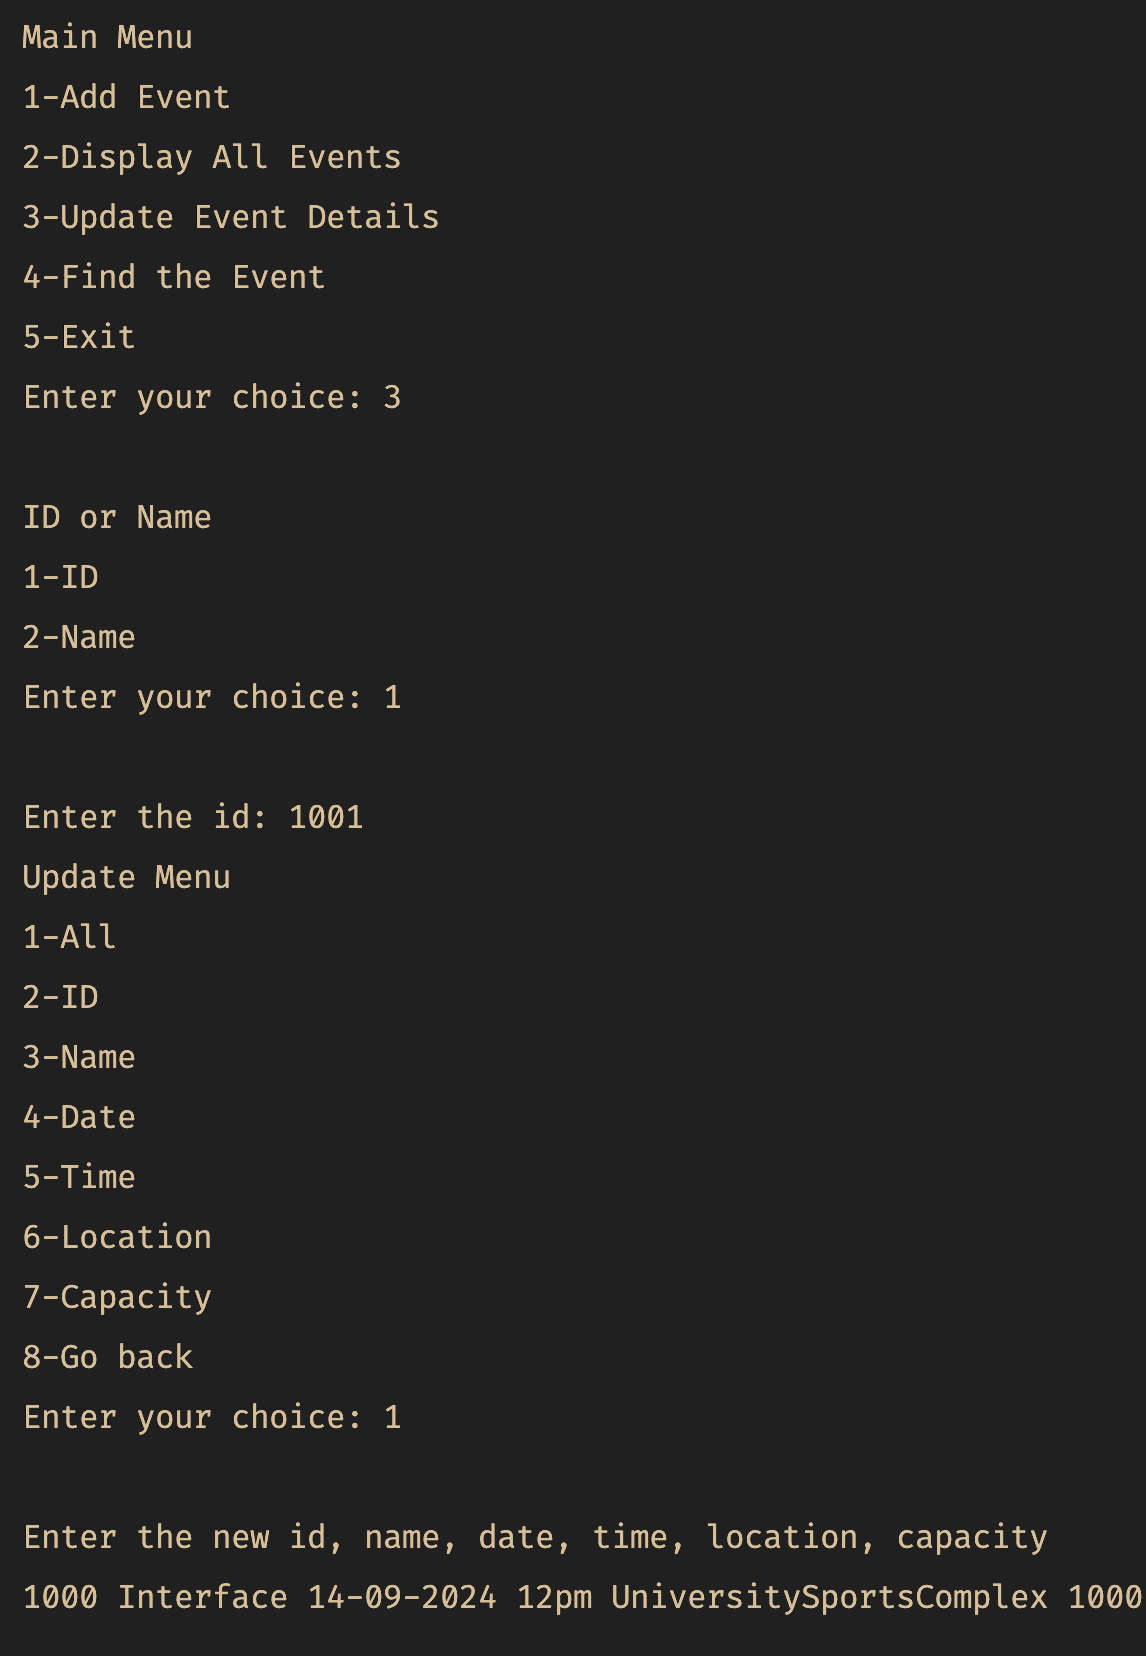 Main Menu
1-Add Event
2-Display All Events
3-Update Event Details
4-Find the Event
5-Exit
Enter your choice: 3
ID or Name
1-ID
2-Name
Enter your choice: 1
Enter the id: 1001
Update Menu
1-All
2-ID
3-Name
4-Date
5-Time
6-Location
7-Capacity
8-Go back
Enter your choice: 1
Enter the new id, name, date, time, location, capacity
1000 Interface 14-09-2024 12pm UniversitySportsComplex 1000